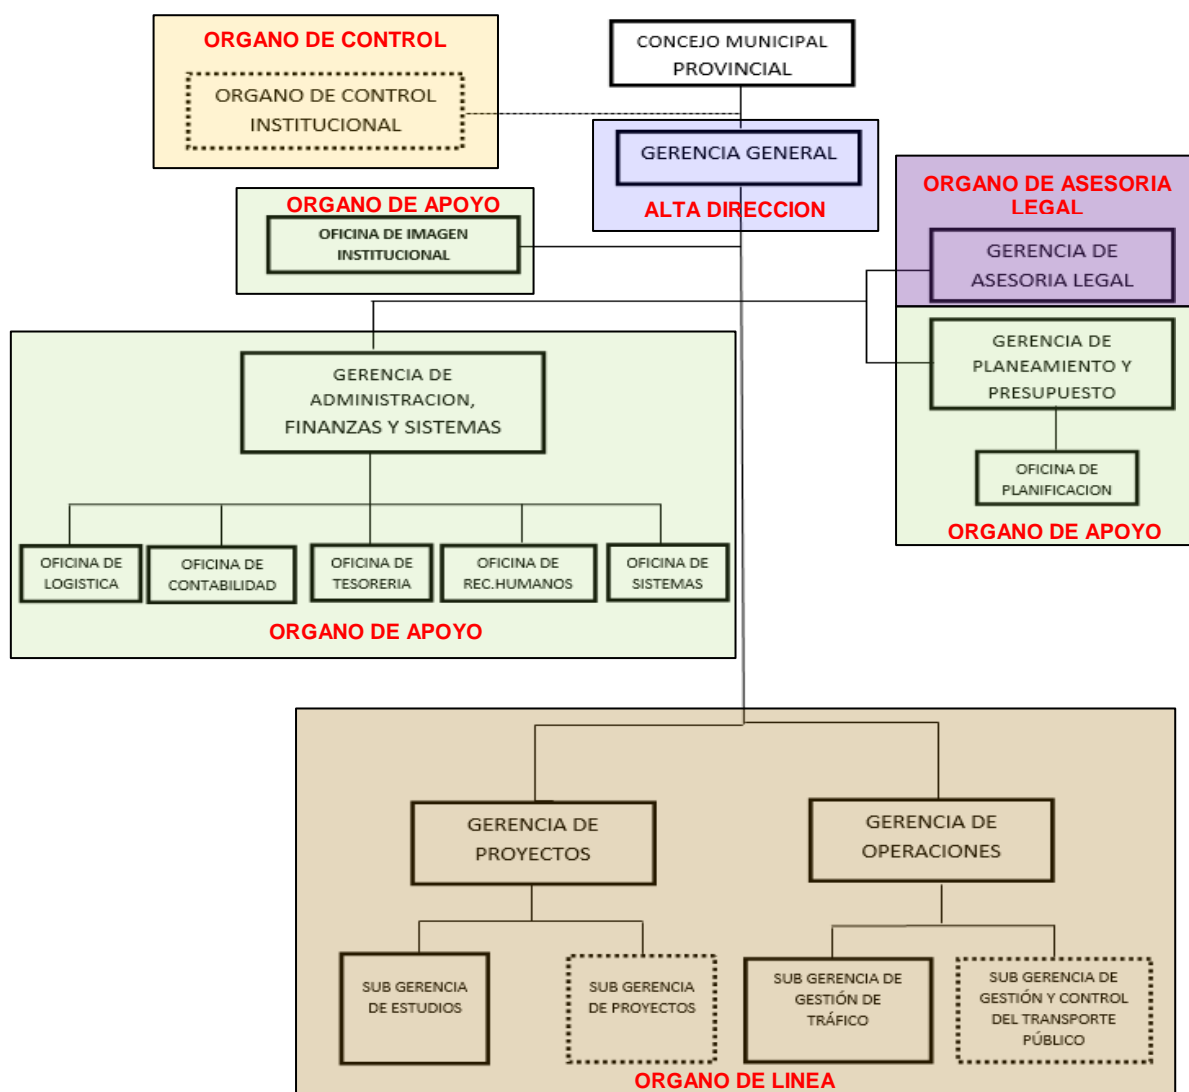 ORGANO DE CONTROL
ORGANO DE CONTROL
INSTITUCIONAL
CONCEJO MUNICIPAL
PROVINCIAL
GERENCIA GENERAL
ALTA DIRECCION
ORGANO DE APOYO
OFICINA DE IMAGEN
INSTITUCIONAL
ORGANO DE ASESORIA
LEGAL
GERENCIA DE
ASESORIA LEGAL
GERENCIA DE
PLANEAMIENTO Y
PRESUPUESTO
OFICINA DE
PLANIFICACION
ORGANO DE APOYO
GERENCIA DE
ADMINISTRACION,
FINANZAS Y SISTEMAS
OFICINA DE
LOGISTICA
OFICINA DE
CONTABILIDAD
OFICINA DE
TESORERIA
OFICINA DE
REC.HUMANOS
OFICINA DE
SISTEMAS
ORGANO DE APOYO
GERENCIA DE
PROYECTOS
GERENCIA DE
OPERACIONES
SUB GERENCIA
DE ESTUDIOS
SUB GERENCIA
DE PROYECTOS
SUB GERENCIA DE
GESTIÓN DE
TRÁFICO
SUB GERENCIA DE
GESTIÓN Y CONTROL
DEL TRANSPORTE
PÚBLICO
ORGANO DE LINEA